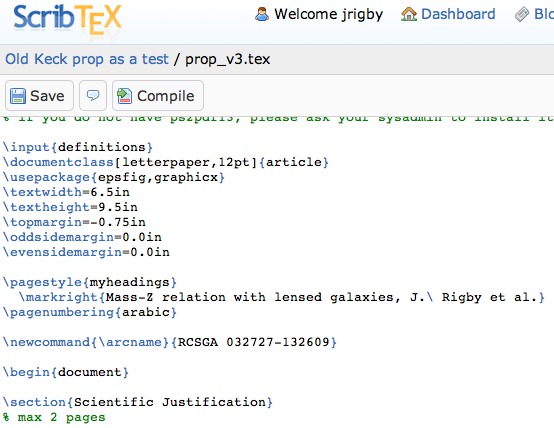 ScribTEX
Welcome jrigby Dashboard Blo
Old Keck prop as a test / prop_v3.tex
Save Compile
% if you do not have ps2pdf13, please ask your sysadmin to install it
\input{definitions}
\documentclass[letterpaper,12pt]{article}
\usepackage{epsfig,graphicx}
\textwidth=6.5in
\textheight=9.5in
\topmargin=-0.75in
\oddsidemargin=0.0in
\evensidemargin=0.0in
\pagestyle{myheadings}
\markright{Mass-Z relation with lensed galaxies, J.\ Rigby et al.}
\pagenumbering{arabic}
\newcommand{\arcname}{RCSGA 032727-132609}
\begin{document}
\section{Scientific Justification}
% max 2 pages